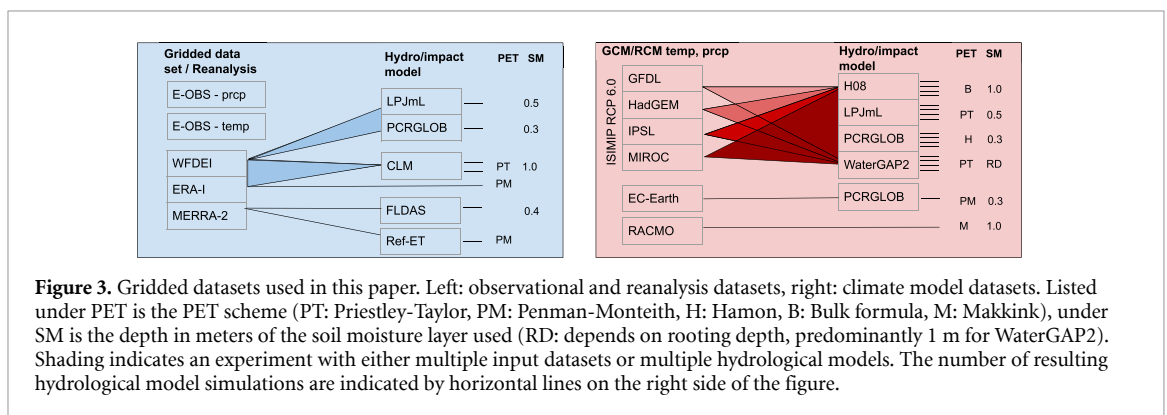 Gridded data
set / Reanalysis
Hydro/impact
model
PET SM
E-OBS - prcp
E-OBS - temp
WFDEI
ERA-I
MERRA-2
LPJmL
0.5
PCRGLOB
0.3
CLM
PT 1.0
PM
FLDAS
0.4
Ref-ET
PM
GCM/RCM temp, prcp
Hydro/impact
model
PET SM
ISIMIP RCP 6.0
GFDL
HadGEM
IPSL
MIROC
EC-Earth
RACMO
H08
B 1.0
LPJmL
PT 0.5
PCRGLOB
H 0.3
WaterGAP2
PT RD
PCRGLOB
PM 0.3
M 1.0
Figure 3. Gridded datasets used in this paper. Left: observational and reanalysis datasets, right: climate model datasets. Listed
under PET is the PET scheme (PT: Priestley-Taylor, PM: Penman-Monteith, H: Hamon, B: Bulk formula, M: Makkink), under
SM is the depth in meters of the soil moisture layer used (RD: depends on rooting depth, predominantly 1 m for WaterGAP2).
Shading indicates an experiment with either multiple input datasets or multiple hydrological models. The number of resulting
hydrological model simulations are indicated by horizontal lines on the right side of the figure.